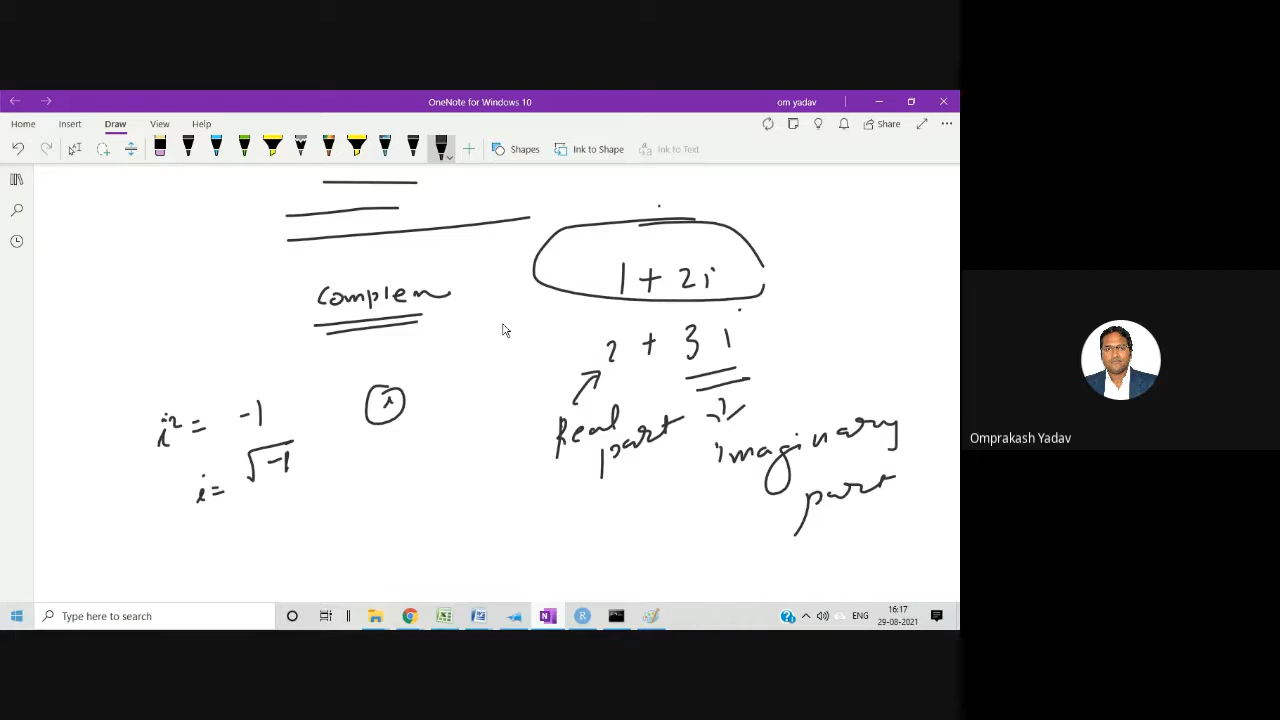 OneNote for Windows 10
om yadav
Home Insert Draw View Help
Share
Shapes Ink to Shape Ink to Text
1 + 2i
Complen
2 + 3i
i² = -1
i
Real part
imaginary part
i = √-1
Omprakash Yadav
Type here to search
ENG
16:17
29-08-2021